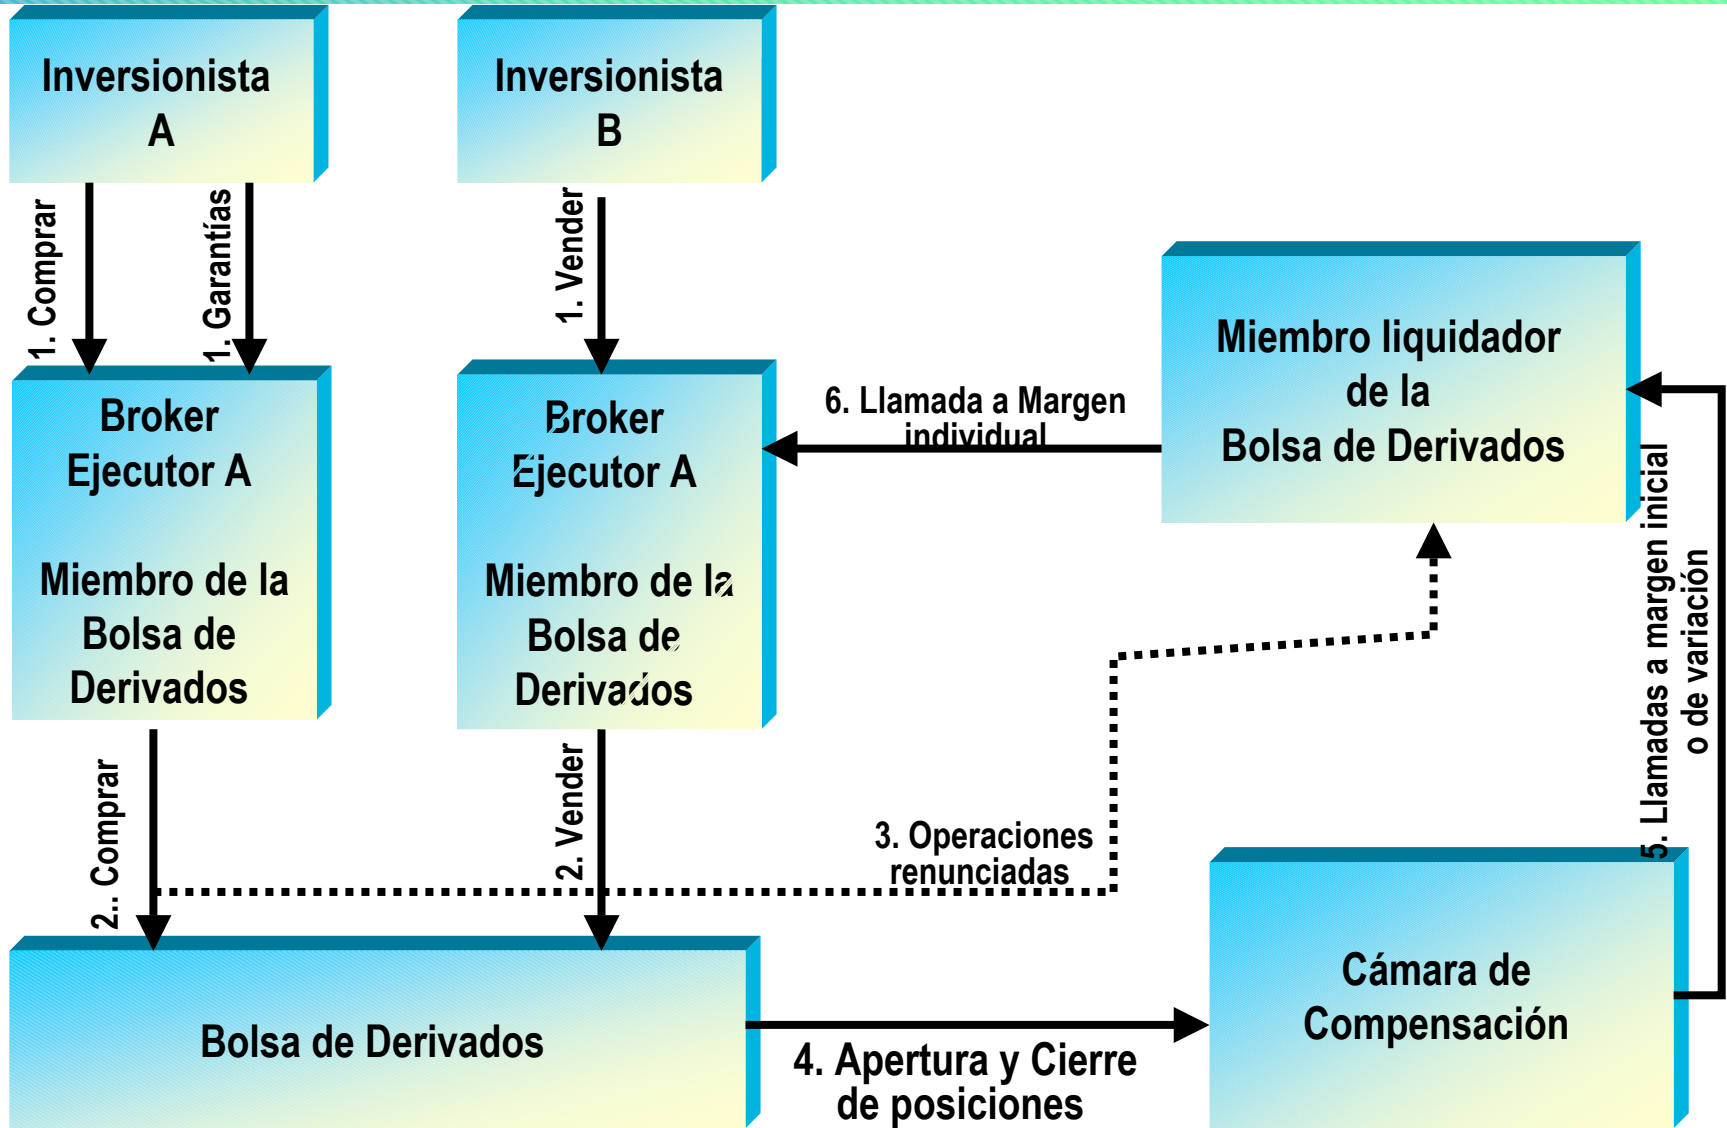 Inversionista
A
Inversionista
B
1. Comprar
1. Garantías
1. Vender
Broker
Ejecutor A
Miembro de la
Bolsa de
Derivados
Broker
Ejecutor A
Miembro de la
Bolsa de
Derivados
6. Llamada a Margen
individual
Miembro liquidador
de la
Bolsa de Derivados
5. Llamadas a margen inicial
o de variación
2.. Comprar
2. Vender
3. Operaciones
renunciadas
Bolsa de Derivados
4. Apertura y Cierre
de posiciones
Cámara de
Compensación